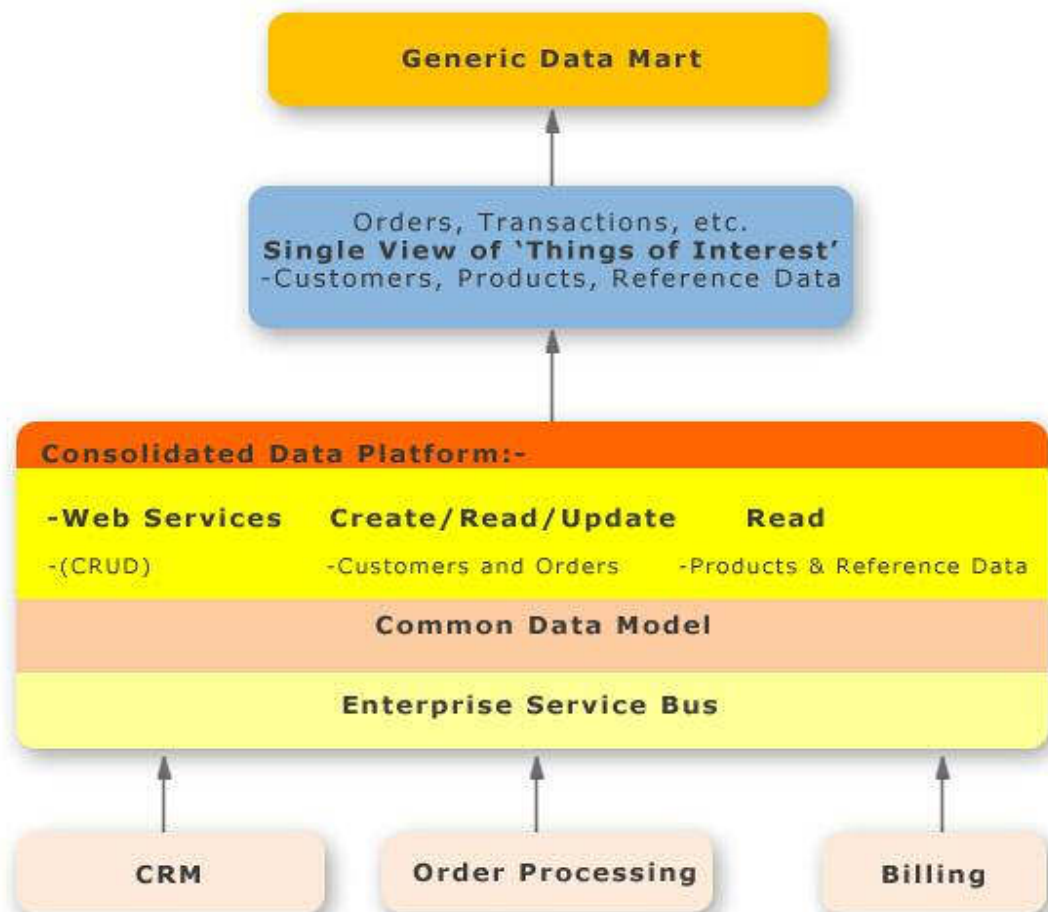 Generic Data Mart
Orders, Transactions, etc.
Single View of ‘Things of Interest’
-Customers, Products, Reference Data
Consolidated Data Platform:-
-Web Services Create/Read/Update Read
-(CRUD) -Customers and Orders -Products & Reference Data
Common Data Model
Enterprise Service Bus
CRM Order Processing Billing